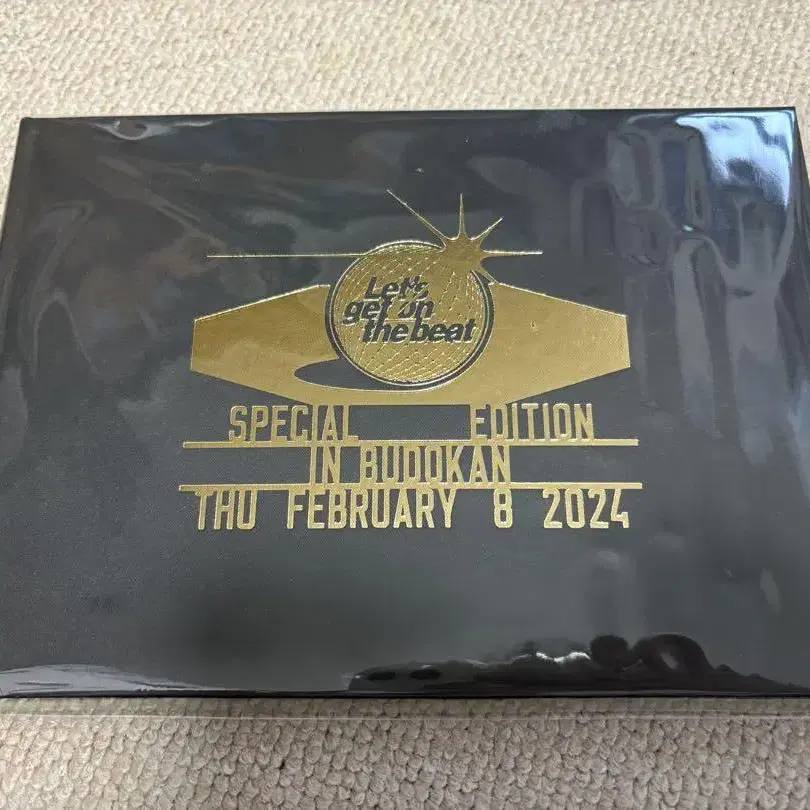 Let's
get on
the beat
SPECIAL EDITION
IN BUDOKAN
THU FEBRUARY 8 2024